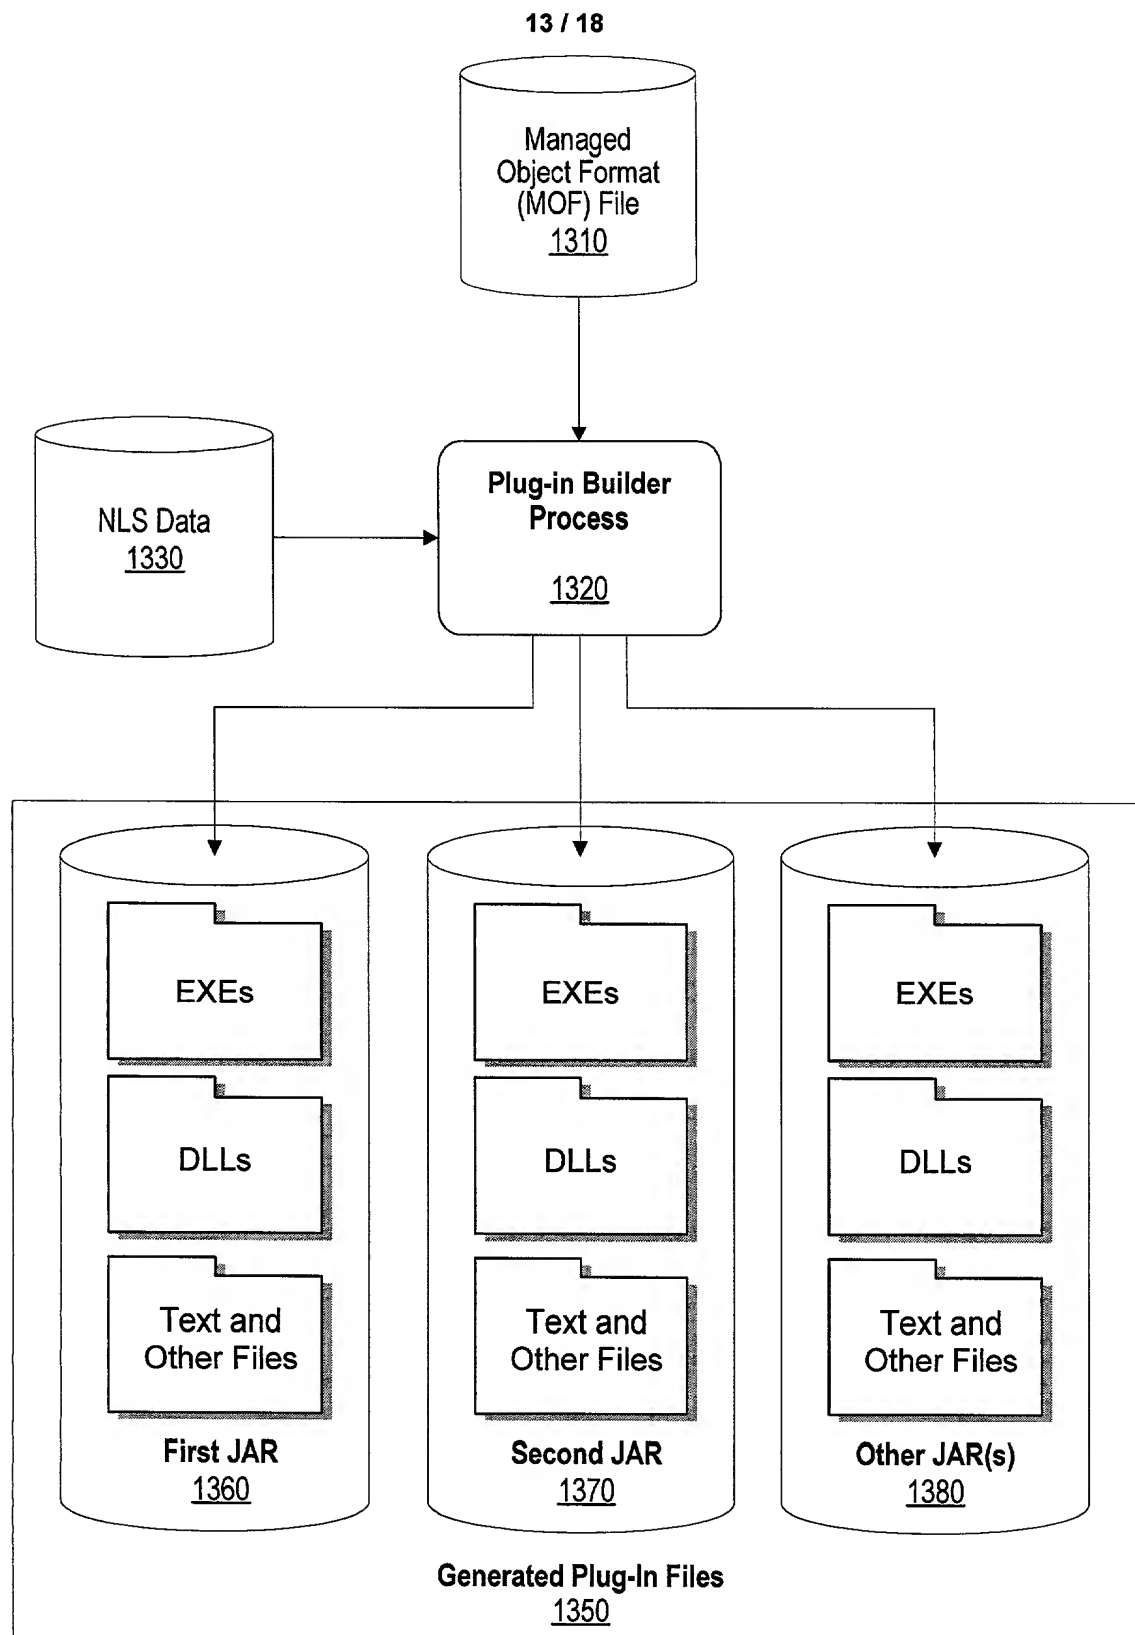 13 / 18
Managed
Object Format
(MOF) File
1310
NLS Data
1330
Plug-in Builder
Process
1320
EXEs
DLLs
Text and
Other Files
First JAR
1360
EXEs
DLLs
Text and
Other Files
Second JAR
1370
EXEs
DLLs
Text and
Other Files
Other JAR(s)
1380
Generated Plug-In Files
1350